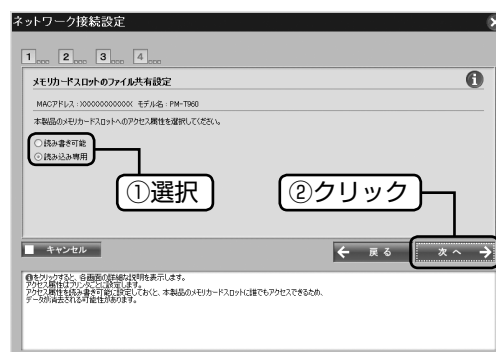 ネットワーク接続設定
1 2 3 4
メモリカードスロットのファイル共有設定
MACアドレス : XXXXXXXXXXXX モデル名 : PM-T960
本製品のメモリカードスロットへのアクセス属性を選択してください。
読み書き可能
読み込み専用
①選択
②クリック
キャンセル
戻る
次へ
をクリックすると、各画面の詳細な説明を表示します。
アクセス属性はプリンタごとに設定します。
アクセス属性を読み書き可能に設定しておくと、本製品のメモリカードスロットに誰でもアクセスできるため、
データが消去される可能性があります。